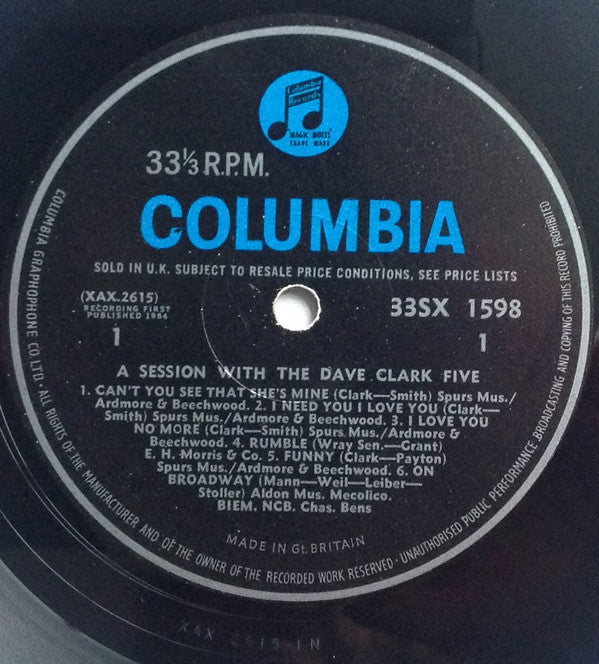 Columbia
Records
MAGIC NOTES
TRADE MARK
33⅓ R.P.M.
COLUMBIA
SOLD IN U.K. SUBJECT TO RESALE PRICE CONDITIONS, SEE PRICE LISTS
(XAX.2615)
RECORDING FIRST
PUBLISHED 1964
33SX 1598
1
1
A SESSION WITH THE DAVE CLARK FIVE
1. CAN'T YOU SEE THAT SHE'S MINE (Clark—Smith) Spurs Mus./
Ardmore & Beechwood. 2. I NEED YOU I LOVE YOU (Clark—
Smith) Spurs Mus./Ardmore & Beechwood. 3. I LOVE YOU
NO MORE (Clark—Smith) Spurs Mus./Ardmore &
Beechwood. 4. RUMBLE (Wray Sen.—Grant)
E. H. Morris & Co. 5. FUNNY (Clark—Payton)
Spurs Mus./Ardmore & Beechwood. 6. ON
BROADWAY (Mann—Weil—Leiber—
Stoller) Aldon Mus. Mecolico.
BIEM. NCB. Chas. Bens
MADE IN Gt. BRITAIN
COLUMBIA GRAPHOPHONE CO. LTD · ALL RIGHTS OF THE MANUFACTURER AND OF THE OWNER OF THE RECORDED WORK RESERVED · UNAUTHORISED PUBLIC PERFORMANCE BROADCASTING AND COPYING OF THIS RECORD PROHIBITED
XAX 2615 1N